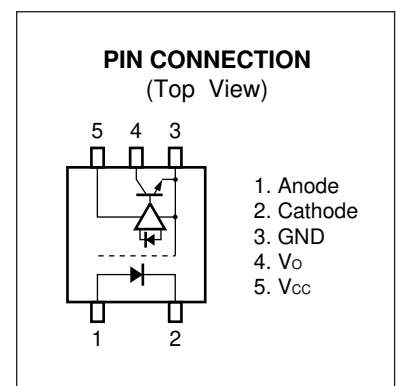 PIN CONNECTION
(Top View)
5 4 3
1. Anode
2. Cathode
3. GND
4. Vo
5. Vcc
1 2